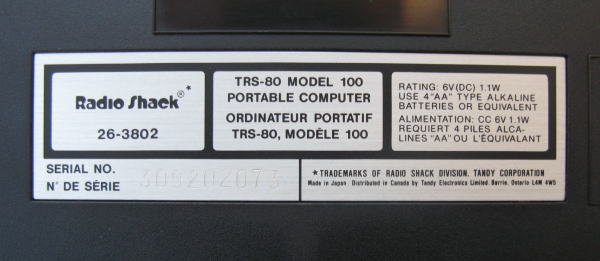 Radio Shack®*
26-3802
TRS-80 MODEL 100
PORTABLE COMPUTER
ORDINATEUR PORTATIF
TRS-80, MODÈLE 100
RATING: 6V(DC) 1.1W
USE 4 "AA" TYPE ALKALINE
BATTERIES OR EQUIVALENT
ALIMENTATION: CC 6V 1.1W
REQUIERT 4 PILES ALCA-
LINES "AA" OU L'ÉQUIVALANT
SERIAL NO.
N° DE SÉRIE
309204073
*TRADEMARKS OF RADIO SHACK DIVISION, TANDY CORPORATION
Made in Japan. Distributed in Canada by Tandy Electronics Limited. Barrie, Ontario L4M 4W5